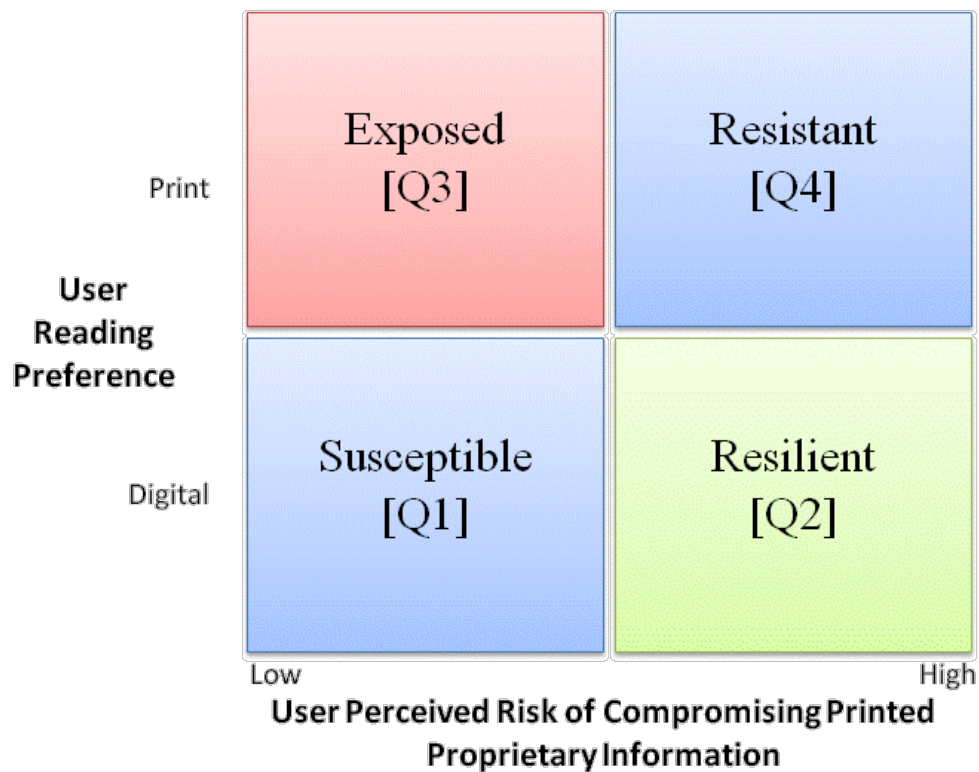 Exposed
[Q3]
Resistant
[Q4]
Print
User
Reading
Preference
Susceptible
[Q1]
Resilient
[Q2]
Digital
Low
High
User Perceived Risk of Compromising Printed
Proprietary Information